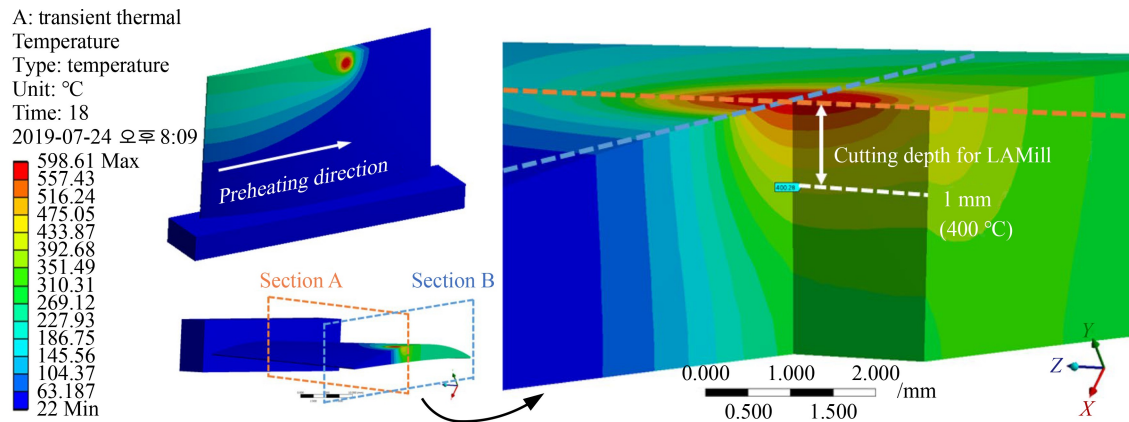 A: transient thermal
Temperature
Type: temperature
Unit: °C
Time: 18
2019-07-24 오후 8:09
598.61 Max
557.43
516.24
475.05
433.87
392.68
351.49
310.31
269.12
227.93
186.75
145.56
104.37
63.187
22 Min
Preheating direction
Section A
Section B
Cutting depth for LAMill
400.28
1 mm
(400 °C)
0.000 1.000 2.000
/mm
0.500 1.500
Y
Z
X